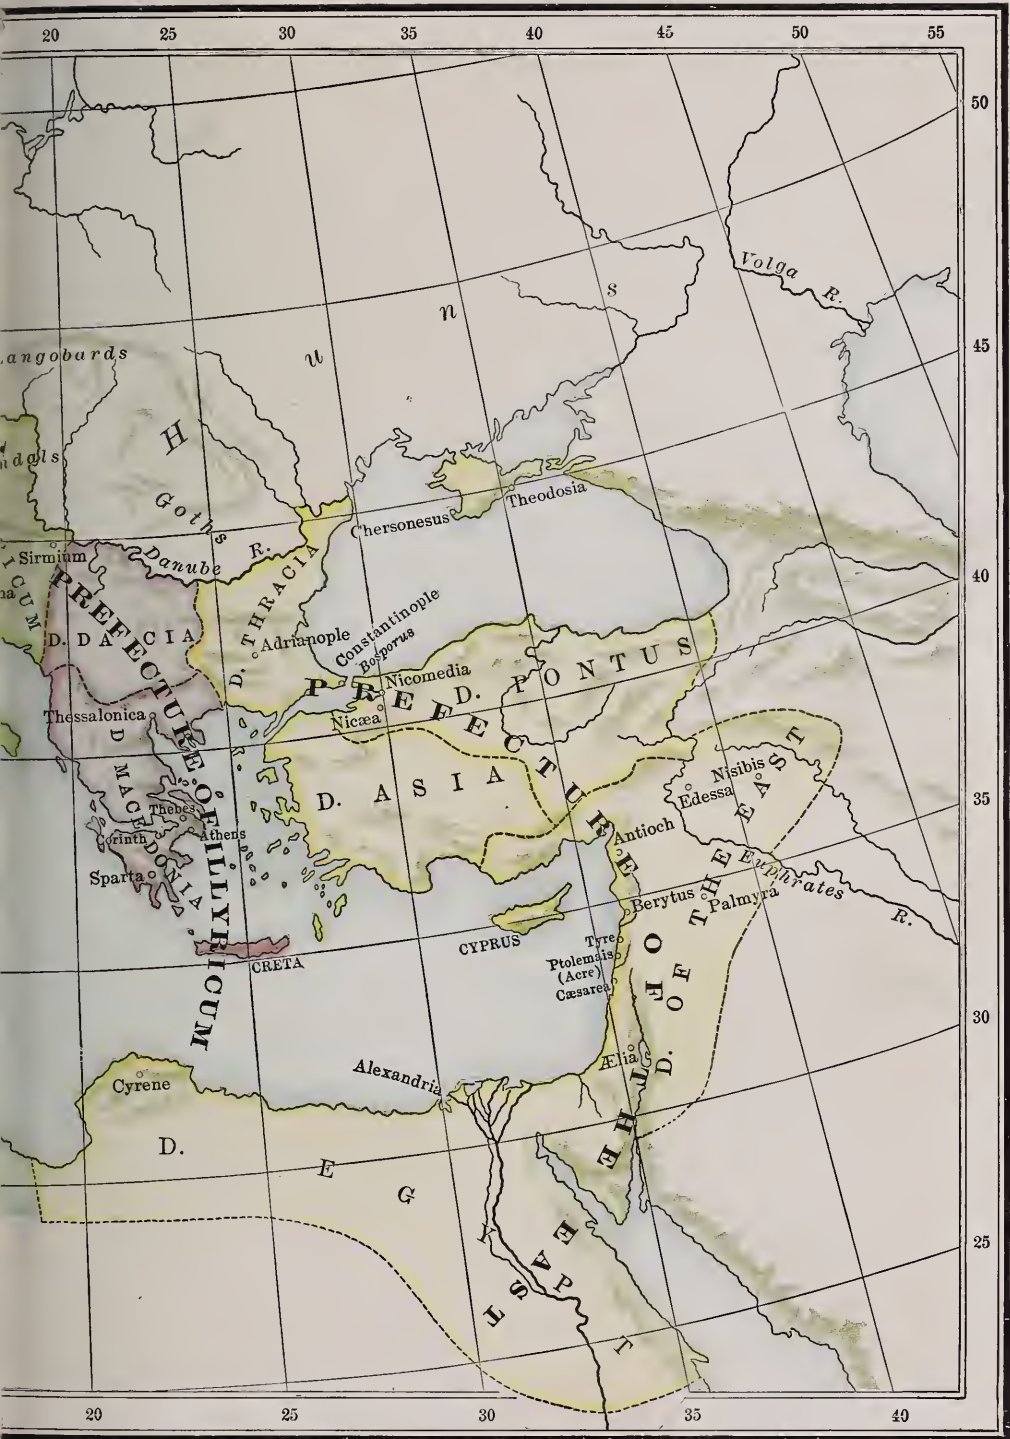 20 25 30 35 40 45 50 55
50
45
40
35
30
25
20 25 30 35 40
Volga R.
H u n s
angobards
ndals
Goths
Danube R.
Sirmium
ICUM
na
PREFECTURE OF ILLYRICUM
D. DACIA
D. THRACIA
Adrianople
Constantinople
Bosporus
Chersonesus
Theodosia
Nicomedia
Nicæa
PREFECTURE OF THE EAST
D. PONTUS
D. ASIA
Thessalonica
D MACEDONIA
Thebes
Corinth
Athens
Sparta
CRETA
CYPRUS
Nisibis
Edessa
D. OF THE EAST
Antioch
Euphrates R.
Berytus
Palmyra
Tyre
Ptolemais
(Acre)
Cæsarea
Ælia
Alexandria
Cyrene
D. EGYPT